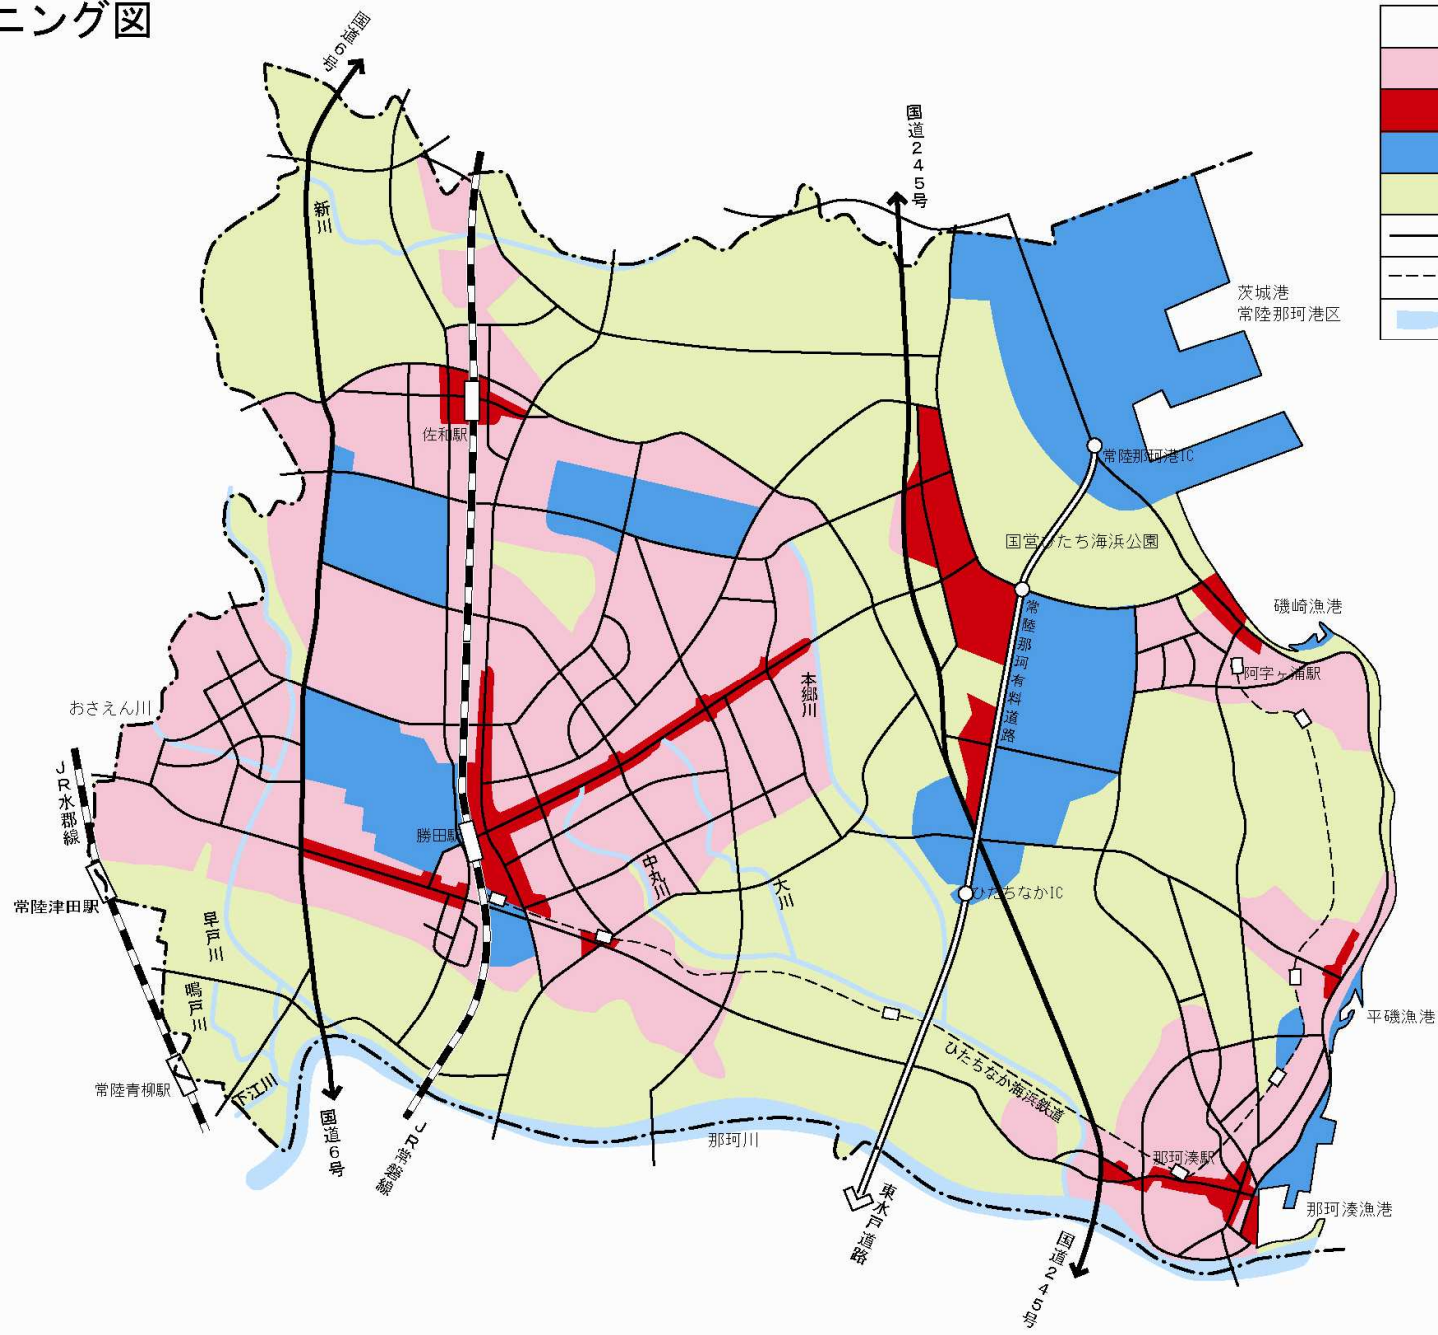 ニング図
国道6号
国道245号
新川
茨城港
常陸那珂港区
佐和駅
常陸那珂港IC
国営ひたち海浜公園
磯崎漁港
常陸那珂有料道路
阿字ヶ浦駅
おさえん川
本郷川
JR水郡線
勝田駅
中丸川
大川
ひたちなかIC
常陸津田駅
早戸川
鳴戸川
平磯漁港
ひたちなか海浜鉄道
常陸青柳駅
下江川
国道6号
那珂川
JR常磐線
那珂湊駅
東水戸道路
那珂湊漁港
国道245号